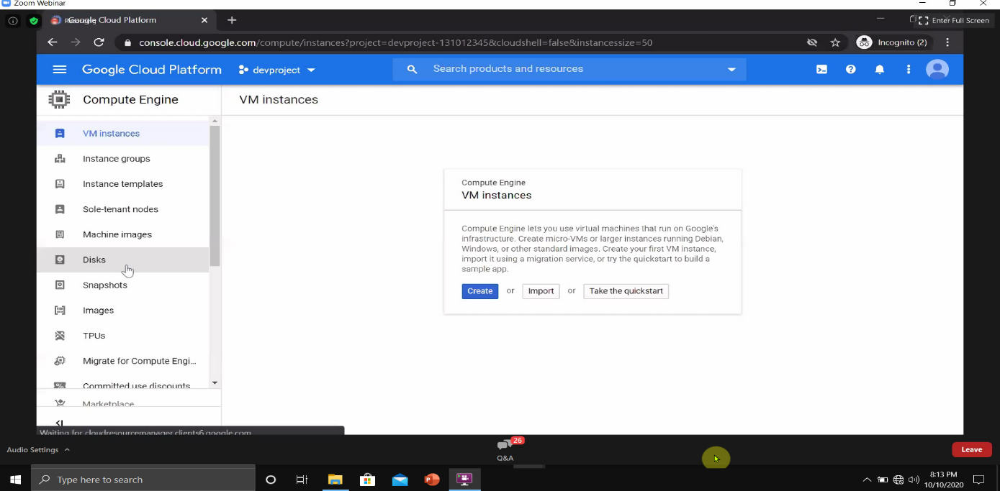 Zoom Webinar
Google Cloud Platform
Enter Full Screen
console.cloud.google.com/compute/instances?project=devproject-131012345&cloudshell=false&instancessize=50
Incognito (2)
Google Cloud Platform
devproject
Search products and resources
Compute Engine
VM instances
VM instances
Instance groups
Instance templates
Sole-tenant nodes
Machine images
Disks
Snapshots
Images
TPUs
Migrate for Compute Engi...
Committed use discounts
Marketplace
Compute Engine
VM instances
Compute Engine lets you use virtual machines that run on Google's
infrastructure. Create micro-VMs or larger instances running Debian,
Windows, or other standard images. Create your first VM instance,
import it using a migration service, or try the quickstart to build a
sample app.
Create or Import or Take the quickstart
Waiting for cloudresourcemanager.clients6.google.com
Audio Settings
26
Q&A
Leave
Type here to search
8:13 PM
10/10/2020